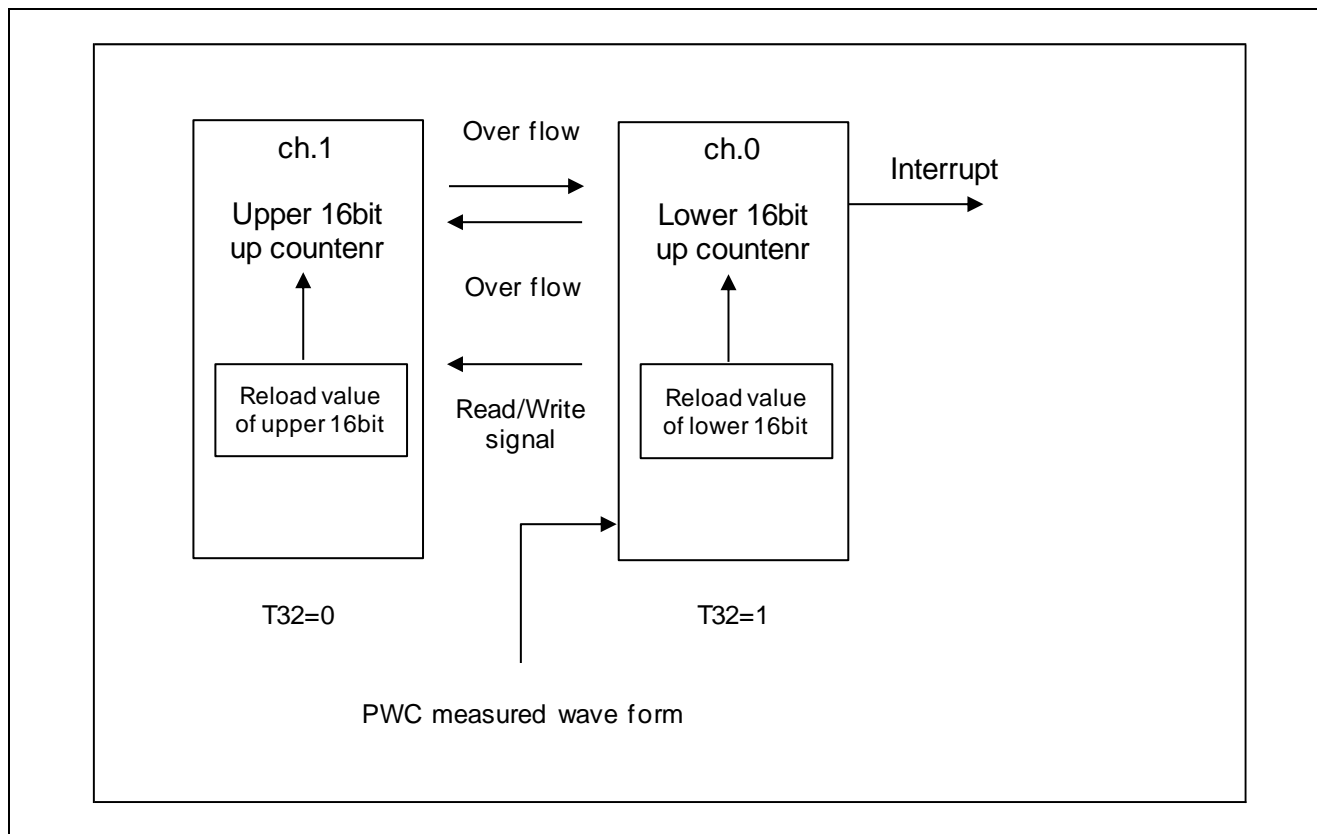 ch.1
Upper 16bit
up countenr
Reload value
of upper 16bit
T32=0
Over flow
Over flow
Read/Write
signal
ch.0
Lower 16bit
up countenr
Reload value
of lower 16bit
T32=1
Interrupt
PWC measured wave form